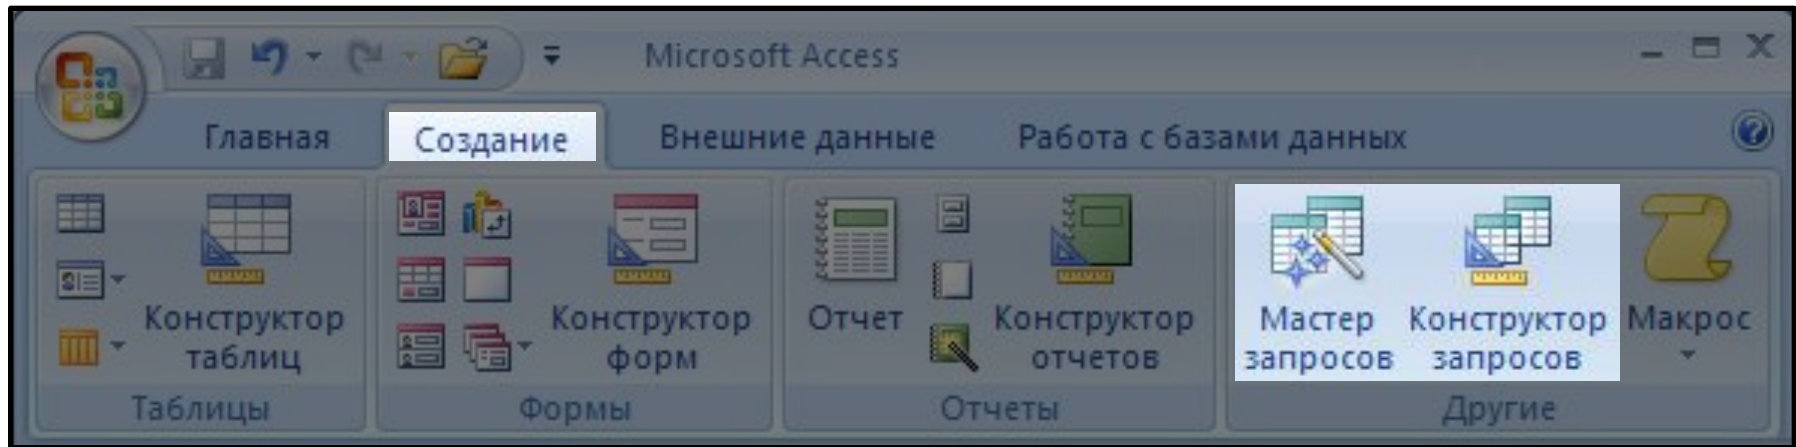 Microsoft Access
Главная Создание Внешние данные Работа с базами данных
Конструктор таблиц
Конструктор форм
Отчет
Конструктор отчетов
Мастер запросов
Конструктор запросов
Макрос
Таблицы Формы Отчеты Другие